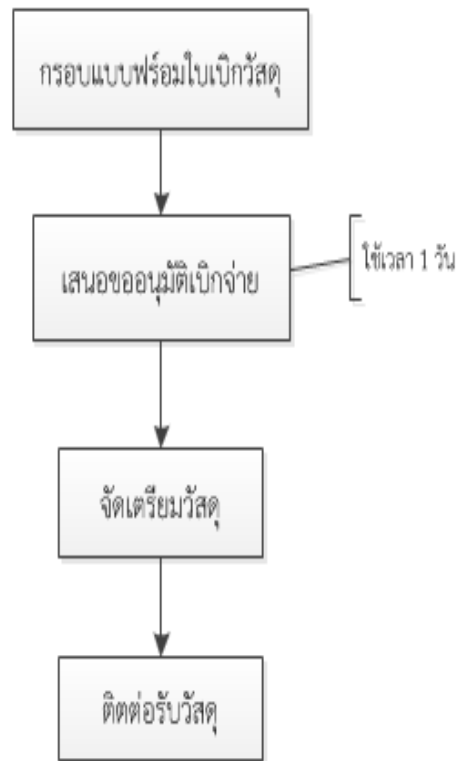 กรอบแบบฟร์อมใบเบิกวัสดุ
เสนอขออนุมัติเบิกจ่าย
ใช้เวลา 1 วัน
จัดเตรียมวัสดุ
ติตต่อรับวัสดุ